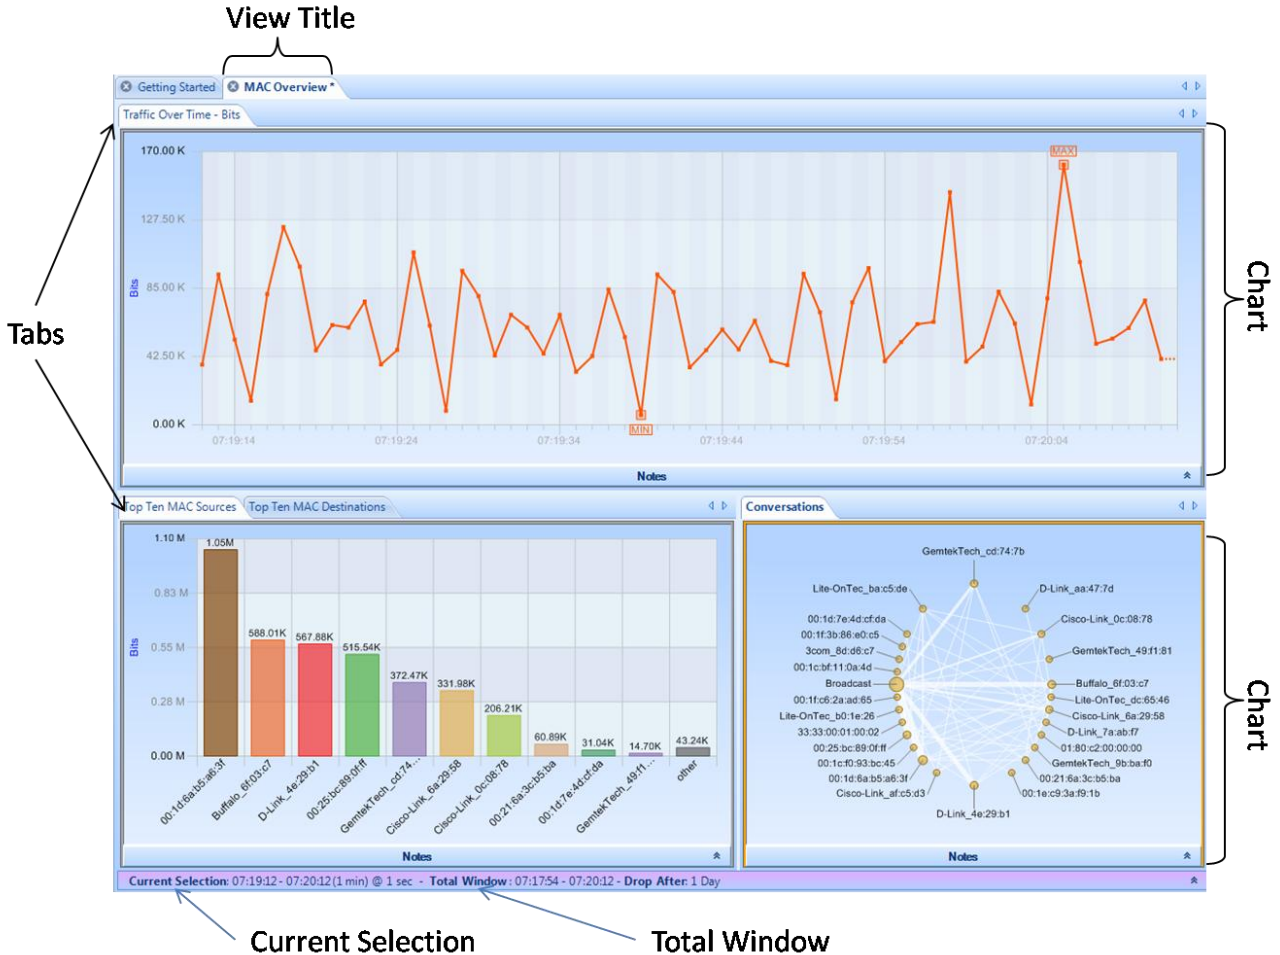 View Title
Getting Started
MAC Overview *
Traffic Over Time - Bits
170.00 K
127.50 K
85.00 K
42.50 K
0.00 K
Bits
MAX
MIN
07:19:14
07:19:24
07:19:34
07:19:44
07:19:54
07:20:04
Notes
Tabs
Chart
Top Ten MAC Sources
Top Ten MAC Destinations
1.10 M
0.83 M
0.55 M
0.28 M
0.00 M
Bits
1.05M
588.01K
567.88K
515.54K
372.47K
331.98K
206.21K
60.89K
31.04K
14.70K
43.24K
00:1d:6a:b5:a6:3f
Buffalo_6f:03:c7
D-Link_4e:29:b1
00:25:bc:89:0f:ff
GemtekTech_cd:74...
Cisco-Link_6a:29:58
Cisco-Link_0c:08:78
00:21:6a:3c:b5:ba
00:1d:7e:4d:cf:da
GemtekTech_49:f1...
other
Notes
Conversations
GemtekTech_cd:74:7b
Lite-OnTec_ba:c5:de
D-Link_aa:47:7d
00:1d:7e:4d:cf:da
Cisco-Link_0c:08:78
00:1f:3b:86:e0:c5
3com_8d:d6:c7
GemtekTech_49:f1:81
00:1c:bf:11:0a:4d
Broadcast
Buffalo_6f:03:c7
00:1f:c6:2a:ad:65
Lite-OnTec_dc:65:46
Lite-OnTec_b0:1e:26
Cisco-Link_6a:29:58
33:33:00:01:00:02
D-Link_7a:ab:f7
00:25:bc:89:0f:ff
01:80:c2:00:00:00
00:1c:f0:93:bc:45
GemtekTech_9b:ba:f0
00:1d:6a:b5:a6:3f
00:21:6a:3c:b5:ba
Cisco-Link_af:c5:d3
00:1e:c9:3a:f9:1b
D-Link_4e:29:b1
Notes
Chart
Current Selection: 07:19:12 - 07:20:12 (1 min) @ 1 sec - Total Window : 07:17:54 - 07:20:12 - Drop After: 1 Day
Current Selection
Total Window